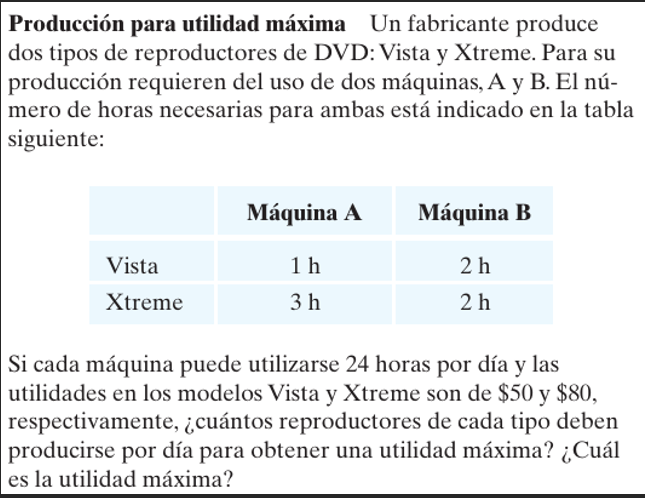 Producción para utilidad máxima Un fabricante produce
dos tipos de reproductores de DVD: Vista y Xtreme. Para su
producción requieren del uso de dos máquinas, A y B. El nú-
mero de horas necesarias para ambas está indicado en la tabla
siguiente:
Máquina A Máquina B
Vista 1 h 2 h
Xtreme 3 h 2 h
Si cada máquina puede utilizarse 24 horas por día y las
utilidades en los modelos Vista y Xtreme son de $50 y $80,
respectivamente, ¿cuántos reproductores de cada tipo deben
producirse por día para obtener una utilidad máxima? ¿Cuál
es la utilidad máxima?